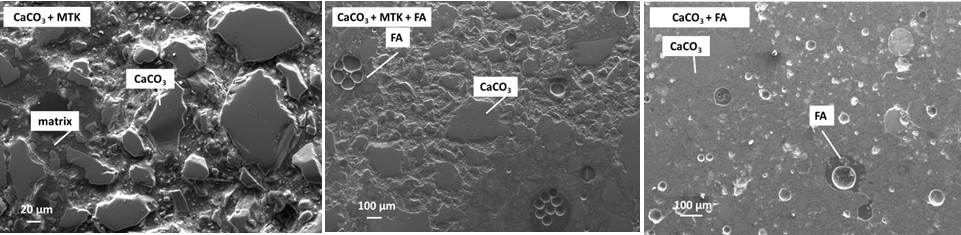 CaCO₃ + MTK
CaCO₃
matrix
20 µm
CaCO₃ + MTK + FA
FA
CaCO₃
100 µm
CaCO₃ + FA
CaCO₃
FA
100 µm